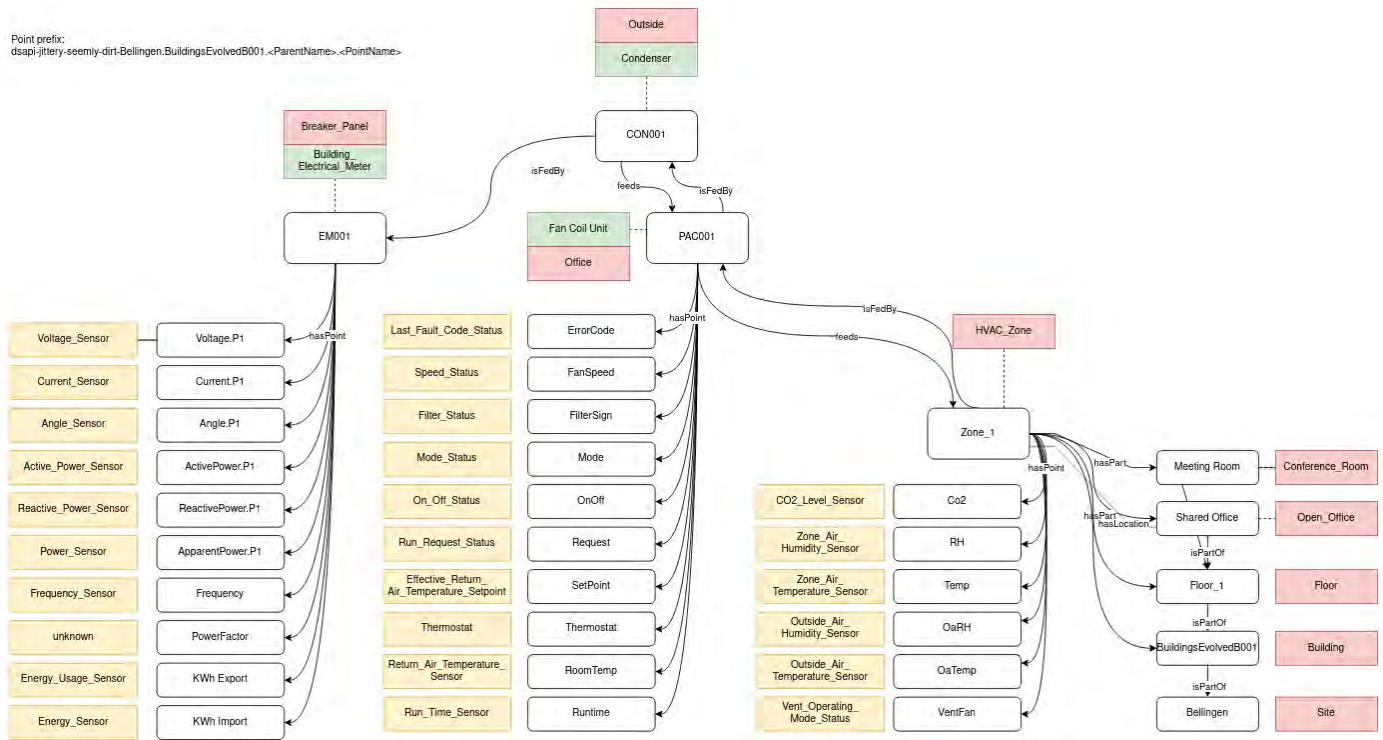 Point prefix:
dsapi-jittery-seemly-dirt-Bellingen.BuildingsEvolvedB001.<ParentName>.<PointName>
Outside
Condenser
Breaker_Panel
Building_
Electrical_Meter
CON001
isFedBy
feeds
isFedBy
EM001
Fan Coil Unit
Office
PAC001
isFedBy
feeds
HVAC_Zone
Zone_1
hasPoint
Voltage_Sensor
Voltage.P1
Current_Sensor
Current.P1
Angle_Sensor
Angle.P1
Active_Power_Sensor
ActivePower.P1
Reactive_Power_Sensor
ReactivePower.P1
Power_Sensor
ApparentPower.P1
Frequency_Sensor
Frequency
unknown
PowerFactor
Energy_Usage_Sensor
KWh Export
Energy_Sensor
KWh Import
hasPoint
Last_Fault_Code_Status
ErrorCode
Speed_Status
FanSpeed
Filter_Status
FilterSign
Mode_Status
Mode
On_Off_Status
OnOff
Run_Request_Status
Request
Effective_Return_
Air_Temperature_Setpoint
SetPoint
Thermostat
Thermostat
Return_Air_Temperature_
Sensor
RoomTemp
Run_Time_Sensor
Runtime
hasPoint
CO2_Level_Sensor
Co2
Zone_Air_
Humidity_Sensor
RH
Zone_Air_
Temperature_Sensor
Temp
Outside_Air_
Humidity_Sensor
OaRH
Outside_Air_
Temperature_Sensor
OaTemp
Vent_Operating_
Mode_Status
VentFan
hasPart
Meeting Room
Conference_Room
hasPart
hasLocation
Shared Office
Open_Office
isPartOf
Floor_1
Floor
isPartOf
BuildingsEvolvedB001
Building
isPartOf
Bellingen
Site